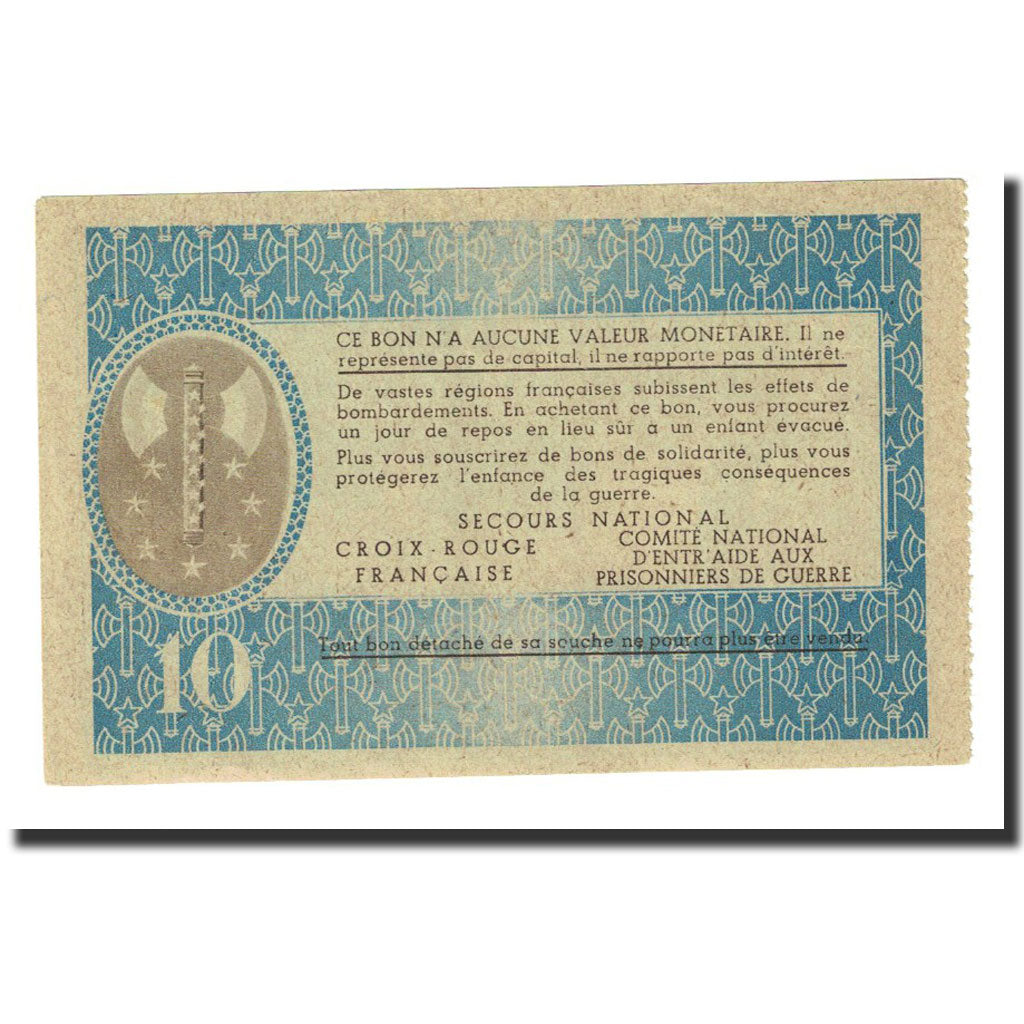 CE BON N'A AUCUNE VALEUR MONETAIRE. Il ne
représente pas de capital, il ne rapporte pas d'intérêt.
De vastes régions françaises subissent les effets de
bombardements. En achetant ce bon, vous procurez
un jour de repos en lieu sûr a un enfant évacué.
Plus vous souscrirez de bons de solidarité, plus vous
protégerez l'enfance des tragiques conséquences
de la guerre.
SECOURS NATIONAL
CROIX-ROUGE
FRANÇAISE
COMITÉ NATIONAL
D'ENTR'AIDE AUX
PRISONNIERS DE GUERRE
10
Tout bon détaché de sa souche ne pourra plus être vendu.